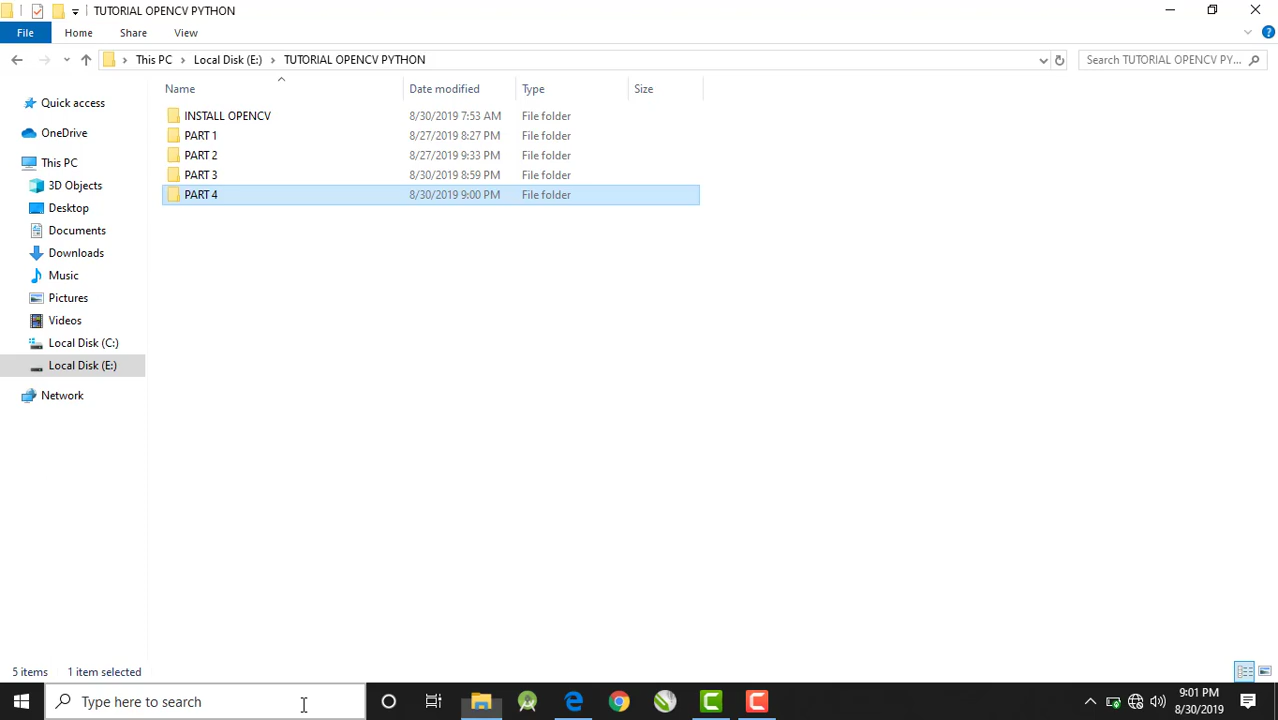 TUTORIAL OPENCV PYTHON
File Home Share View
This PC Local Disk (E:) TUTORIAL OPENCV PYTHON Search TUTORIAL OPENCV PY...
Name Date modified Type Size
Quick access
OneDrive
This PC
3D Objects
Desktop
Documents
Downloads
Music
Pictures
Videos
Local Disk (C:)
Local Disk (E:)
Network
INSTALL OPENCV 8/30/2019 7:53 AM File folder
PART 1 8/27/2019 8:27 PM File folder
PART 2 8/27/2019 9:33 PM File folder
PART 3 8/30/2019 8:59 PM File folder
PART 4 8/30/2019 9:00 PM File folder
5 items 1 item selected
Type here to search
9:01 PM
8/30/2019